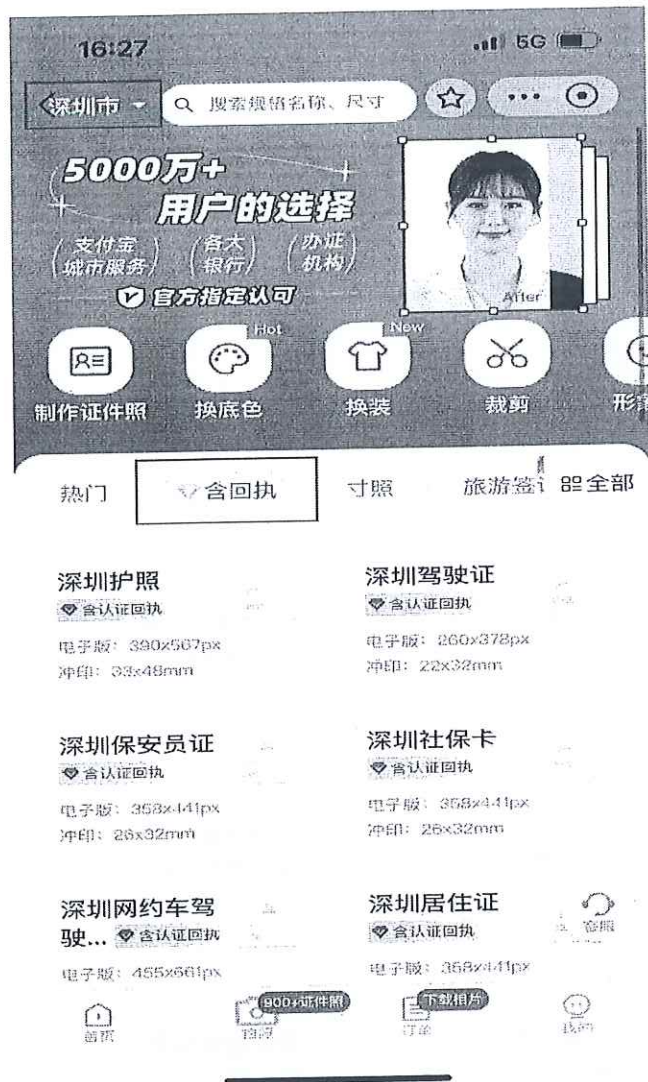 16:27
5G
深圳市
搜索规格名称、尺寸
5000万+
用户的选择
支付宝
城市服务
各大
银行
办证
机构
官方指定认可
After
Hot
New
制作证件照
换底色
换装
裁剪
热门
含回执
寸照
旅游签
全部
深圳护照
含认证回执
电子版：390x567px
冲印：33x48mm
深圳驾驶证
含认证回执
电子版：260x378px
冲印：22x32mm
深圳保安员证
含认证回执
电子版：358x441px
冲印：26x32mm
深圳社保卡
含认证回执
电子版：358x441px
冲印：26x32mm
深圳网约车驾
驶... 含认证回执
电子版：455x661px
深圳居住证
含认证回执
电子版：358x441px
客服
900+证件照
下载相片
首页
订单
我的